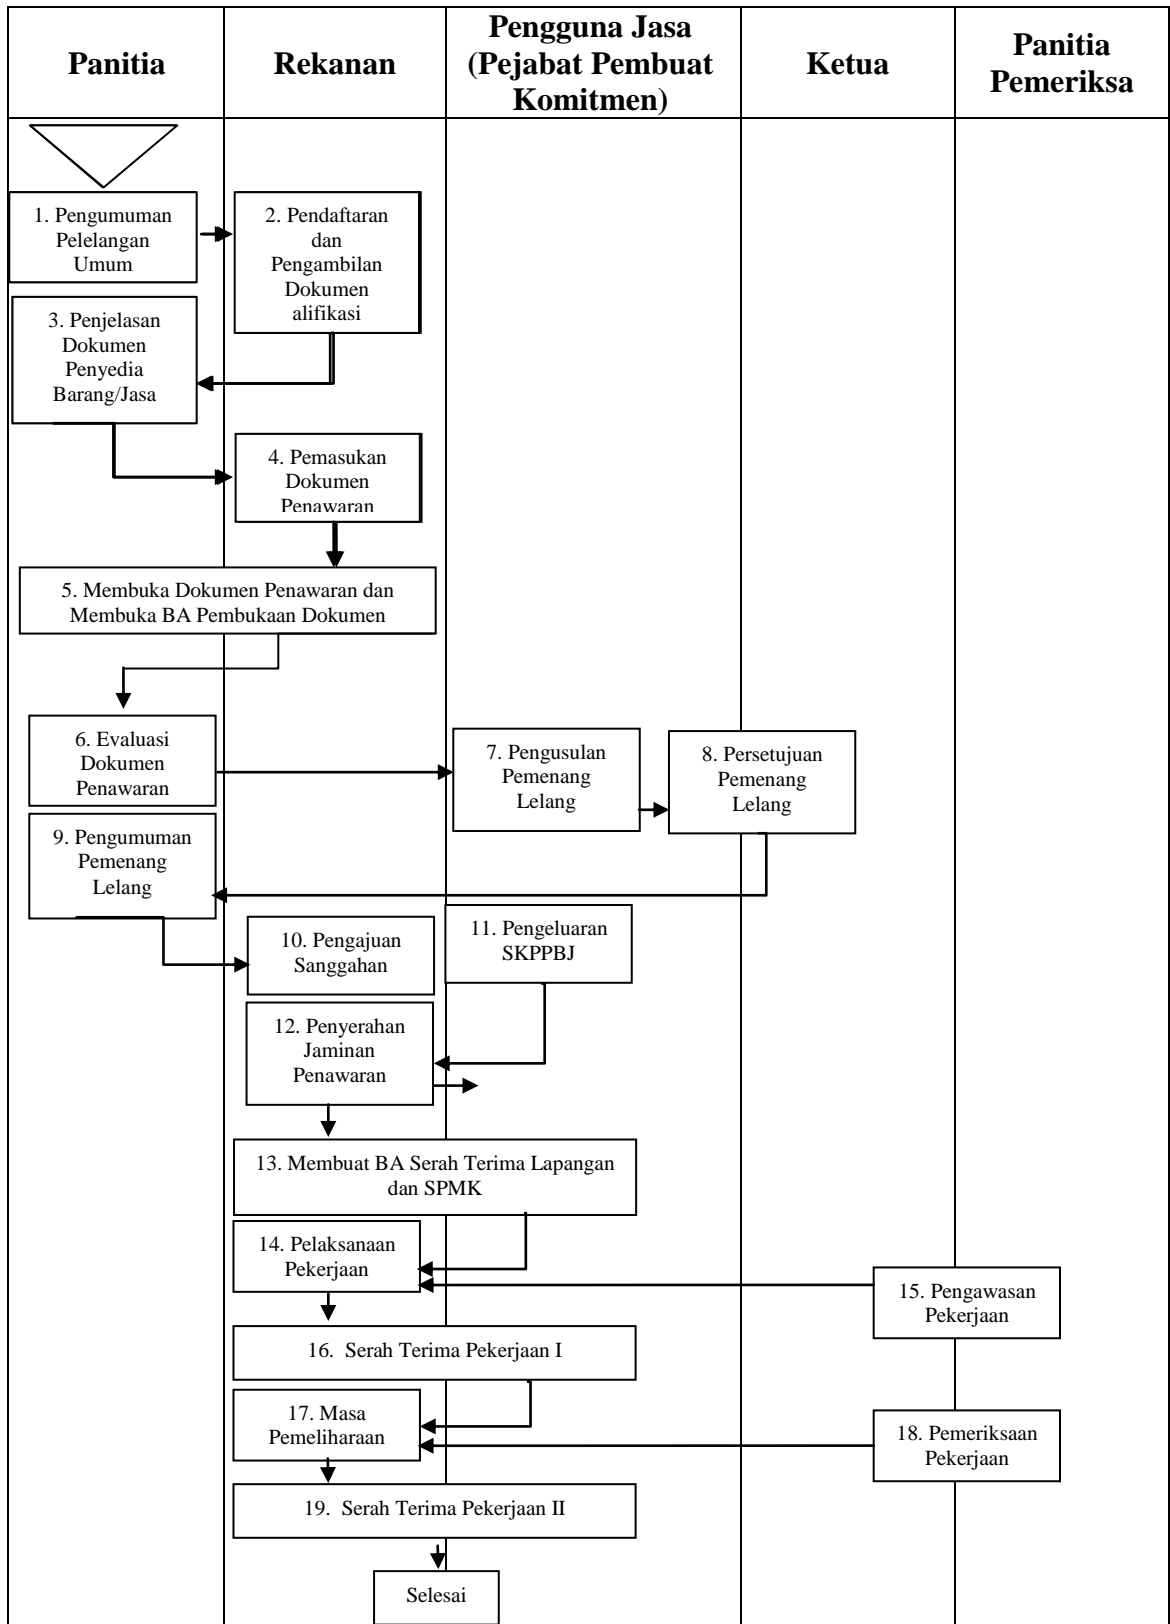 Panitia
Rekanan
Pengguna Jasa
(Pejabat Pembuat
Komitmen)
Ketua
Panitia
Pemeriksa
1. Pengumuman
Pelelangan
Umum
2. Pendaftaran
dan
Pengambilan
Dokumen
alifikasi
3. Penjelasan
Dokumen
Penyedia
Barang/Jasa
4. Pemasukan
Dokumen
Penawaran
5. Membuka Dokumen Penawaran dan
Membuka BA Pembukaan Dokumen
6. Evaluasi
Dokumen
Penawaran
7. Pengusulan
Pemenang
Lelang
8. Persetujuan
Pemenang
Lelang
9. Pengumuman
Pemenang
Lelang
10. Pengajuan
Sanggahan
11. Pengeluaran
SKPPBJ
12. Penyerahan
Jaminan
Penawaran
13. Membuat BA Serah Terima Lapangan
dan SPMK
14. Pelaksanaan
Pekerjaan
15. Pengawasan
Pekerjaan
16. Serah Terima Pekerjaan I
17. Masa
Pemeliharaan
18. Pemeriksaan
Pekerjaan
19. Serah Terima Pekerjaan II
Selesai